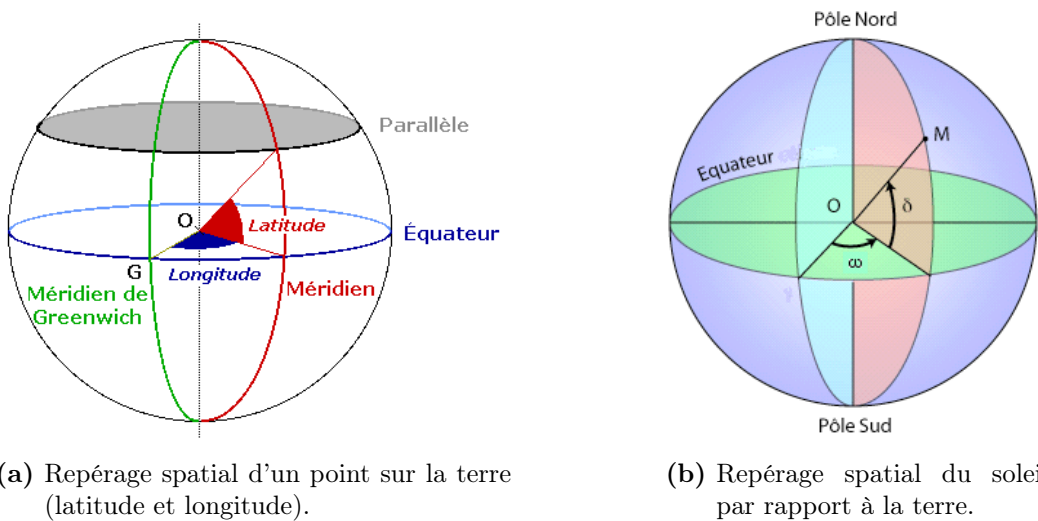 Parallèle
O
Latitude
Équateur
G
Longitude
Méridien de
Greenwich
Méridien
Pôle Nord
M
Equateur
O
δ
ω
y
Pôle Sud
(a) Repérage spatial d'un point sur la terre
(latitude et longitude).
(b) Repérage spatial du solei
par rapport à la terre.